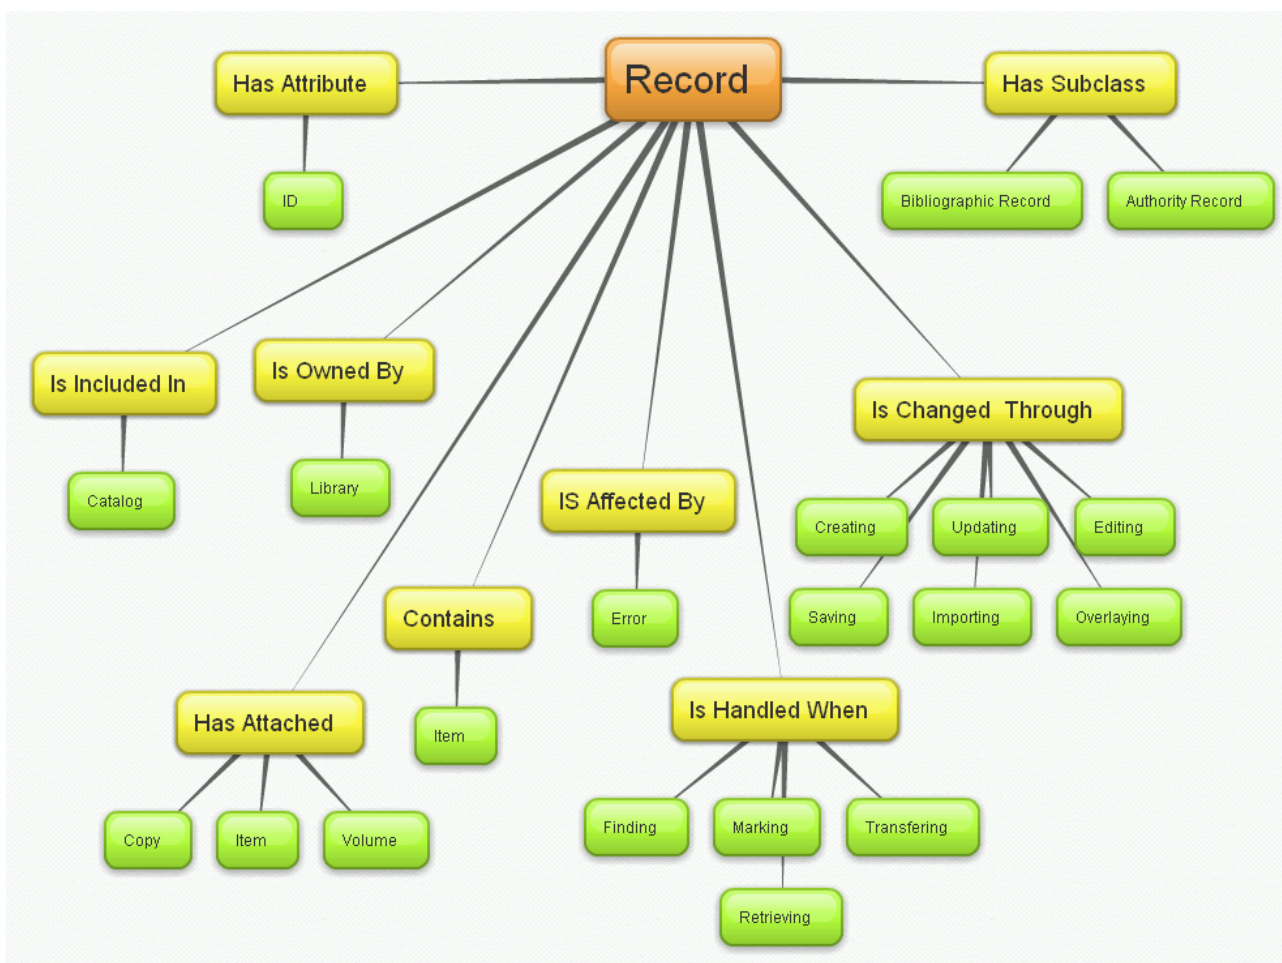 Record
Has Attribute
Has Subclass
ID
Bibliographic Record
Authority Record
Is Included In
Is Owned By
Is Changed  Through
Catalog
Library
IS Affected By
Creating
Updating
Editing
Contains
Error
Saving
Importing
Overlaying
Has Attached
Item
Is Handled When
Copy
Item
Volume
Finding
Marking
Transfering
Retrieving